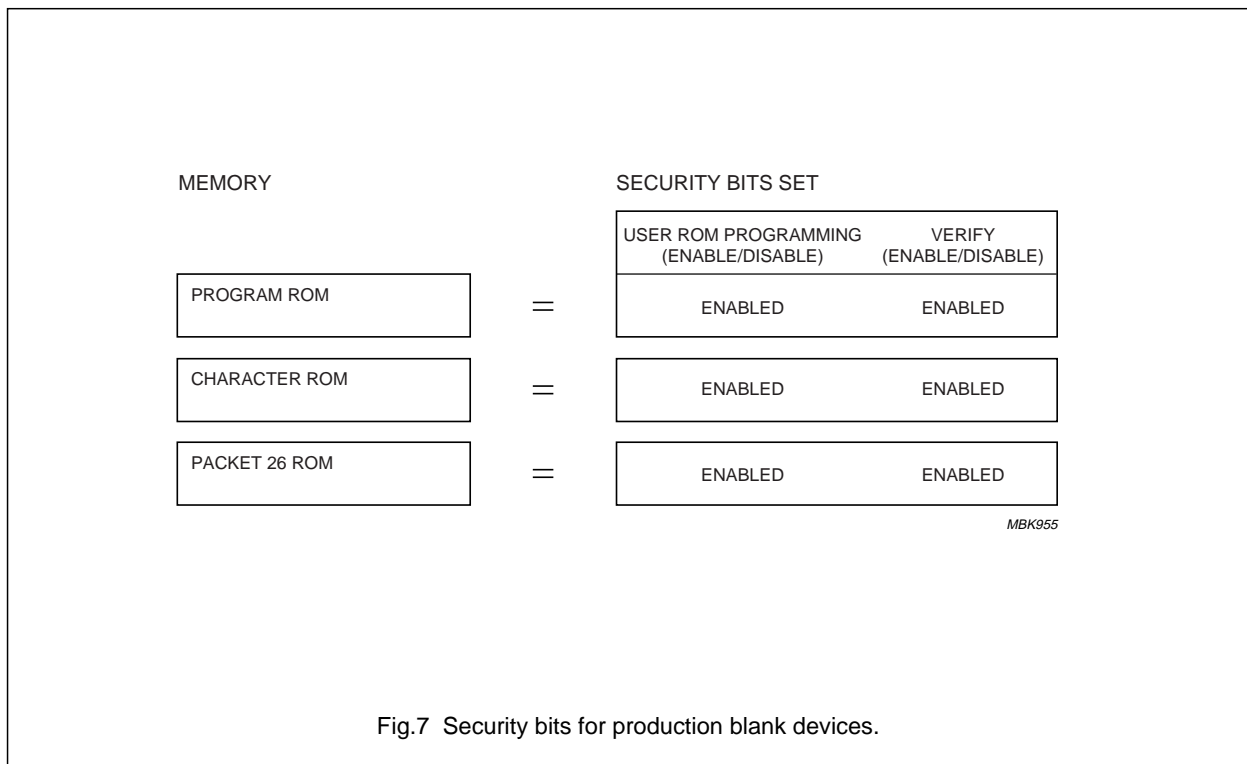 MEMORY SECURITY BITS SET
USER ROM PROGRAMMING VERIFY
(ENABLE/DISABLE) (ENABLE/DISABLE)
PROGRAM ROM = ENABLED ENABLED
CHARACTER ROM = ENABLED ENABLED
PACKET 26 ROM = ENABLED ENABLED
MBK955
Fig.7 Security bits for production blank devices.